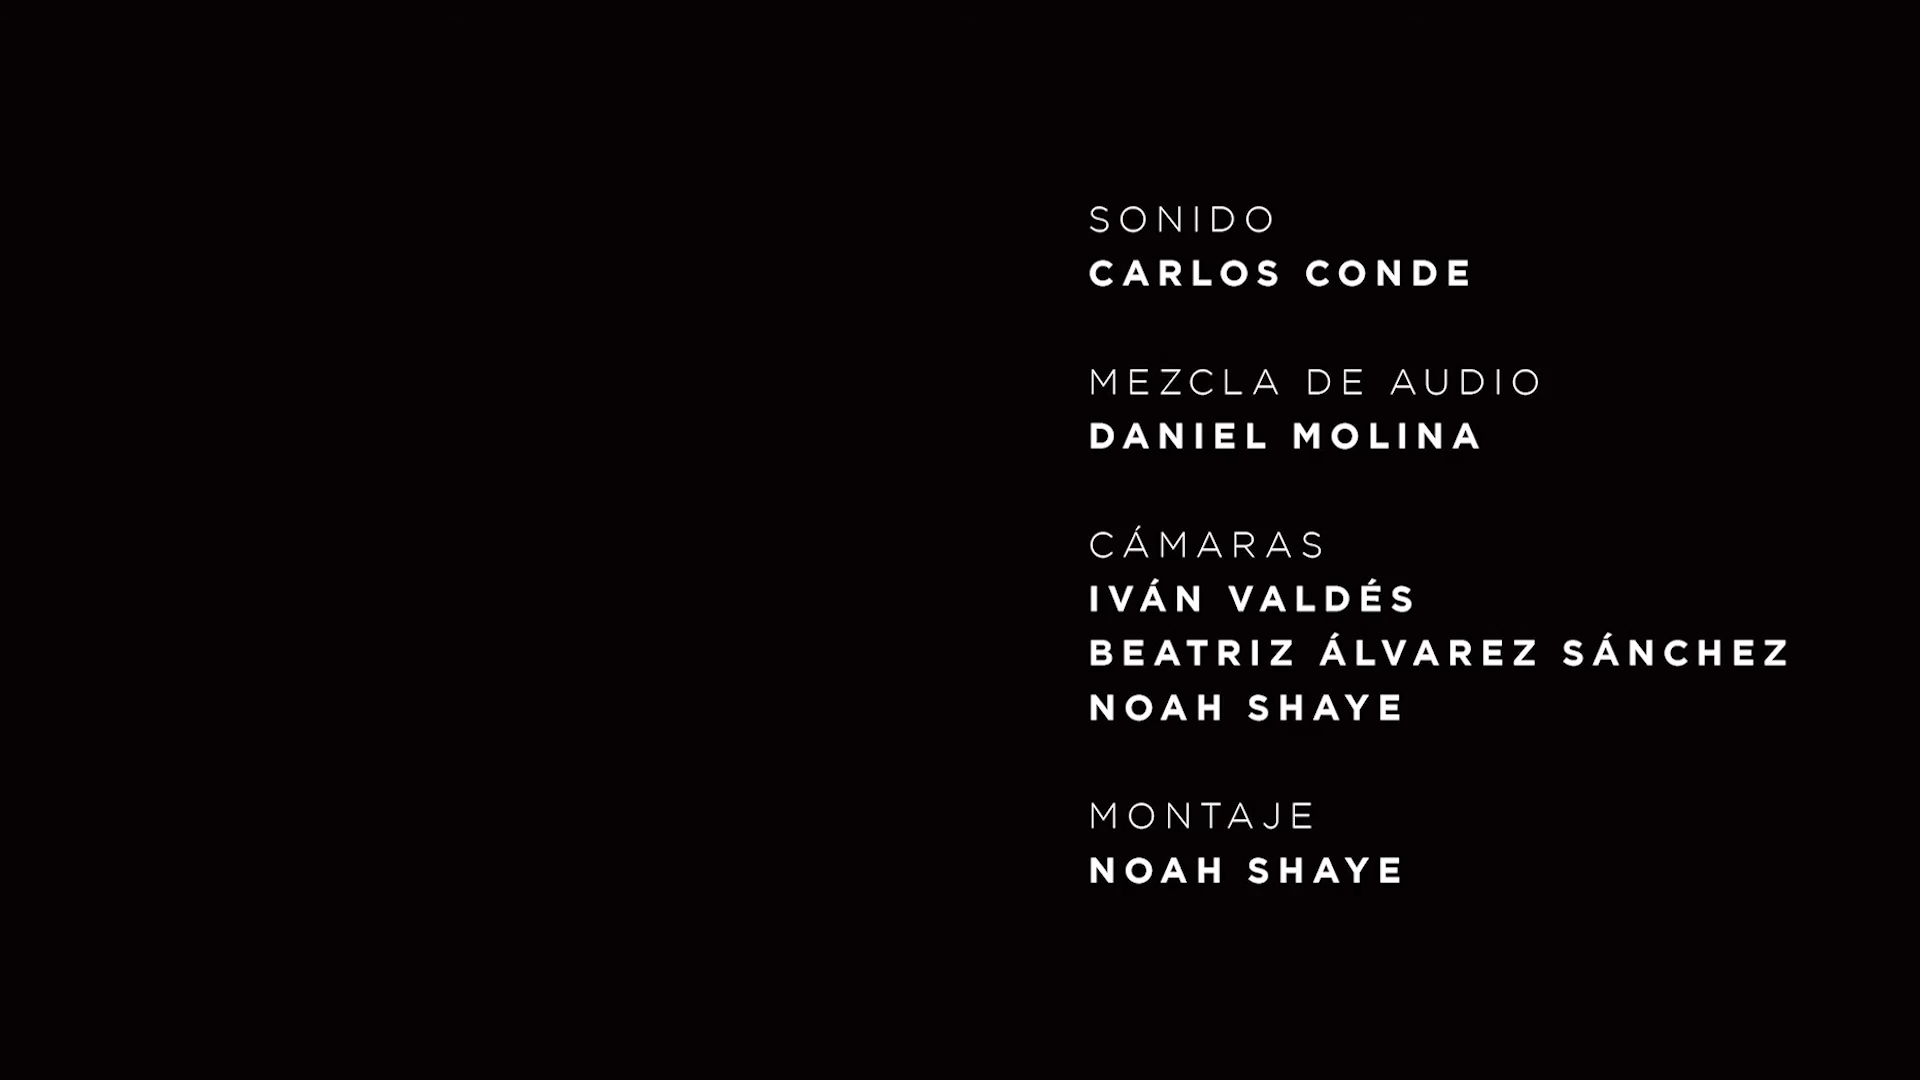 SONIDO
CARLOS CONDE
MEZCLA DE AUDIO
DANIEL MOLINA
CÁMARAS
IVÁN VALDÉS
BEATRIZ ÁLVAREZ SÁNCHEZ
NOAH SHAYE
MONTAJE
NOAH SHAYE